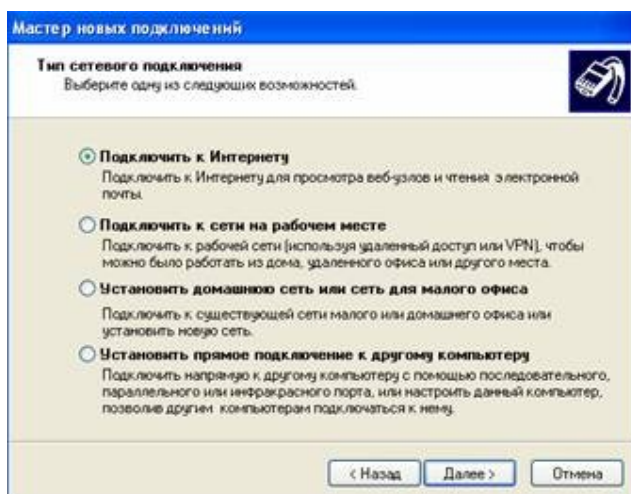 Мастер новых подключений
Тип сетевого подключения
Выберите одну из следующих возможностей.
Подключить к Интернету
Подключить к Интернету для просмотра веб-узлов и чтения электронной
почты.
Подключить к сети на рабочем месте
Подключить к рабочей сети (используя удаленный доступ или VPN), чтобы
можно было работать из дома, удаленного офиса или другого места.
Установить домашнюю сеть или сеть для малого офиса
Подключить к существующей сети малого или домашнего офиса или
установить новую сеть.
Установить прямое подключение к другому компьютеру
Подключить напрямую к другому компьютеру с помощью последовательного,
параллельного или инфракрасного порта, или настроить данный компьютер,
позволив другим компьютерам подключаться к нему.
< Назад
Далее >
Отмена